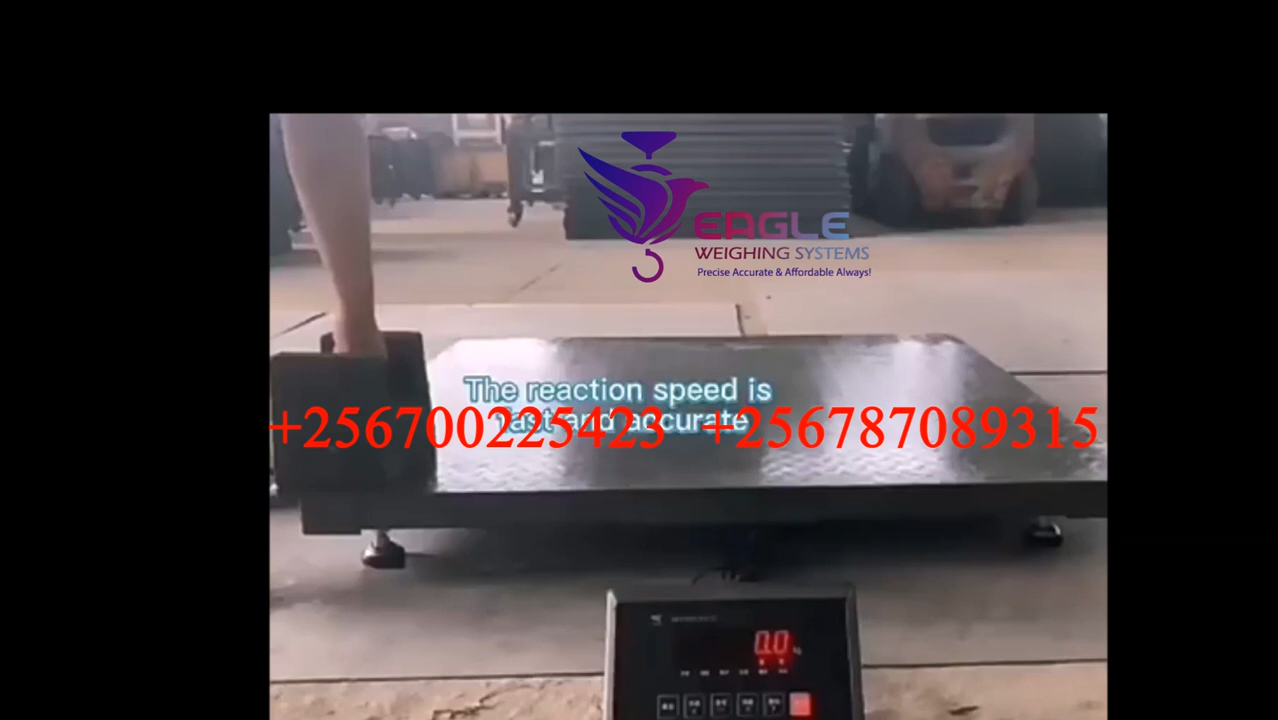 EAGLE
WEIGHING SYSTEMS
Precise Accurate & Affordable Always!
The reaction speed is
fast and accurate
+256700225423 +256787089315
0.0